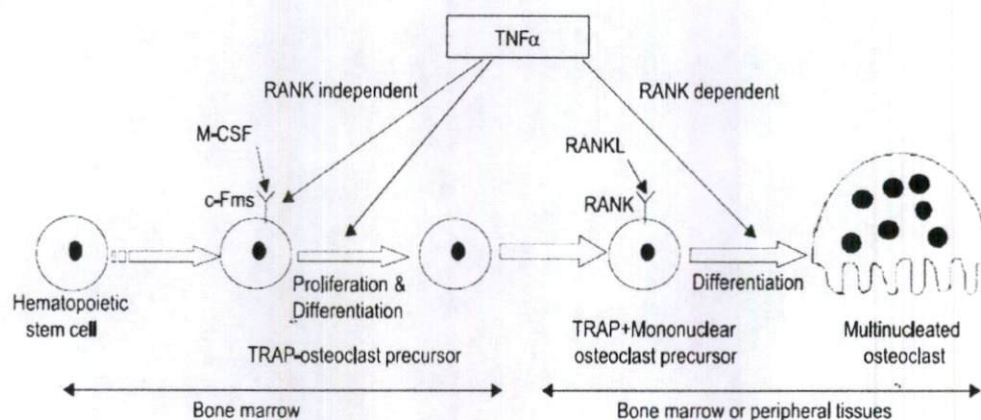 TNFα
RANK independent
RANK dependent
M-CSF
RANKL
c-Fms
RANK
Hematopoietic
stem cell
Proliferation &
Differentiation
Differentiation
TRAP-osteoclast precursor
TRAP+Mononuclear
osteoclast precursor
Multinucleated
osteoclast
Bone marrow
Bone marrow or peripheral tissues